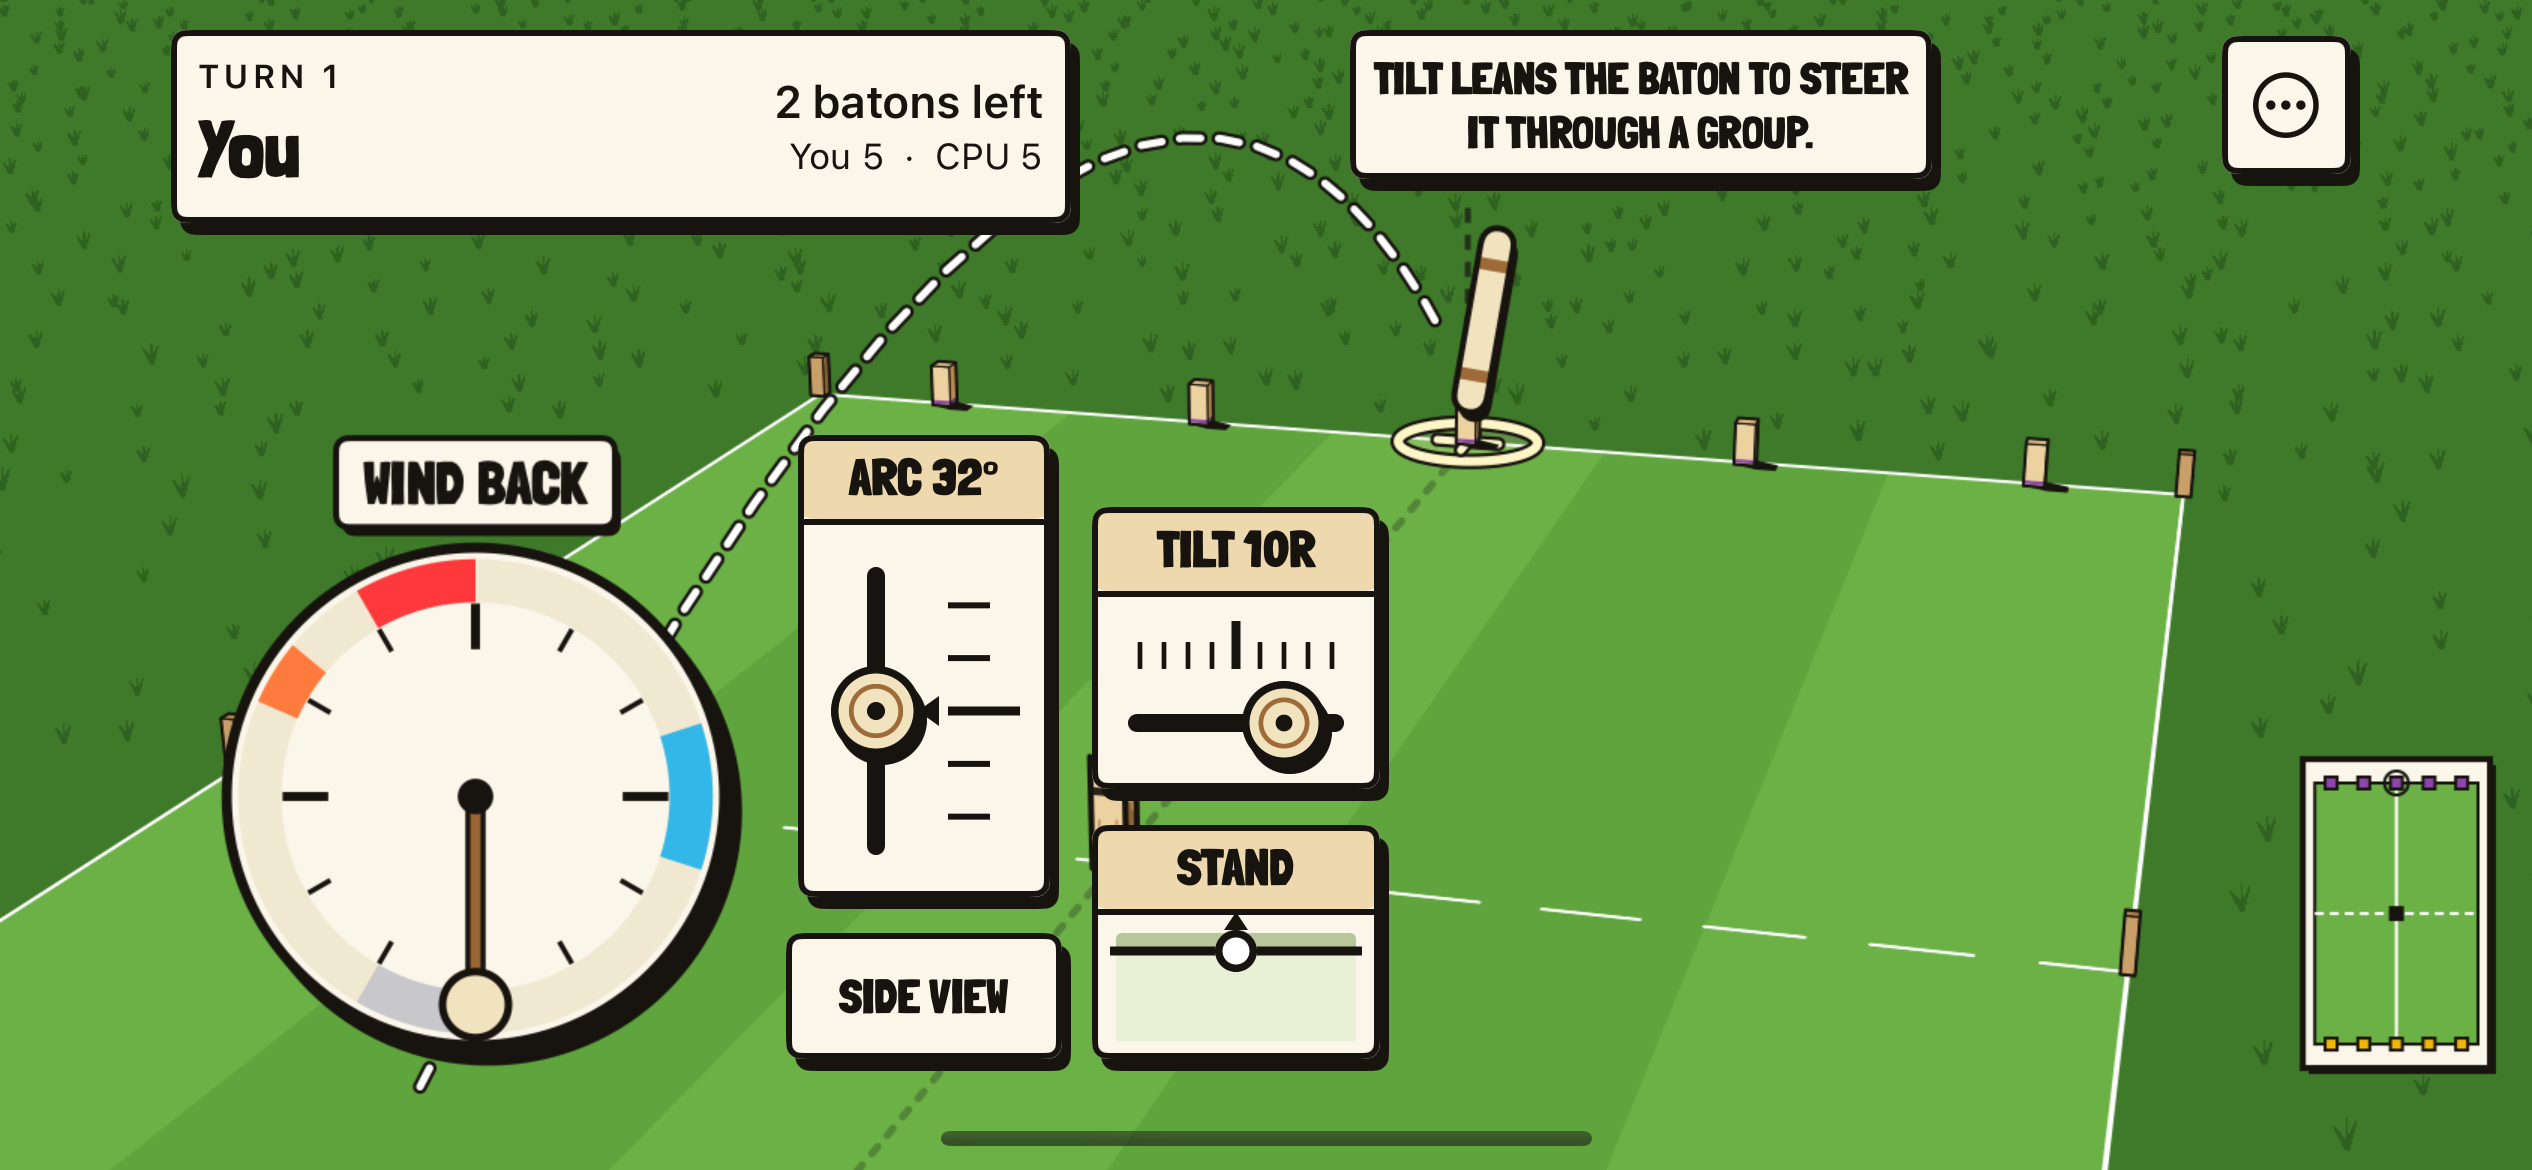 TURN 1
You
2 batons left
You 5 · CPU 5
TILT LEANS THE BATON TO STEER
IT THROUGH A GROUP.
WIND BACK
ARC 32°
TILT 10R
STAND
SIDE VIEW